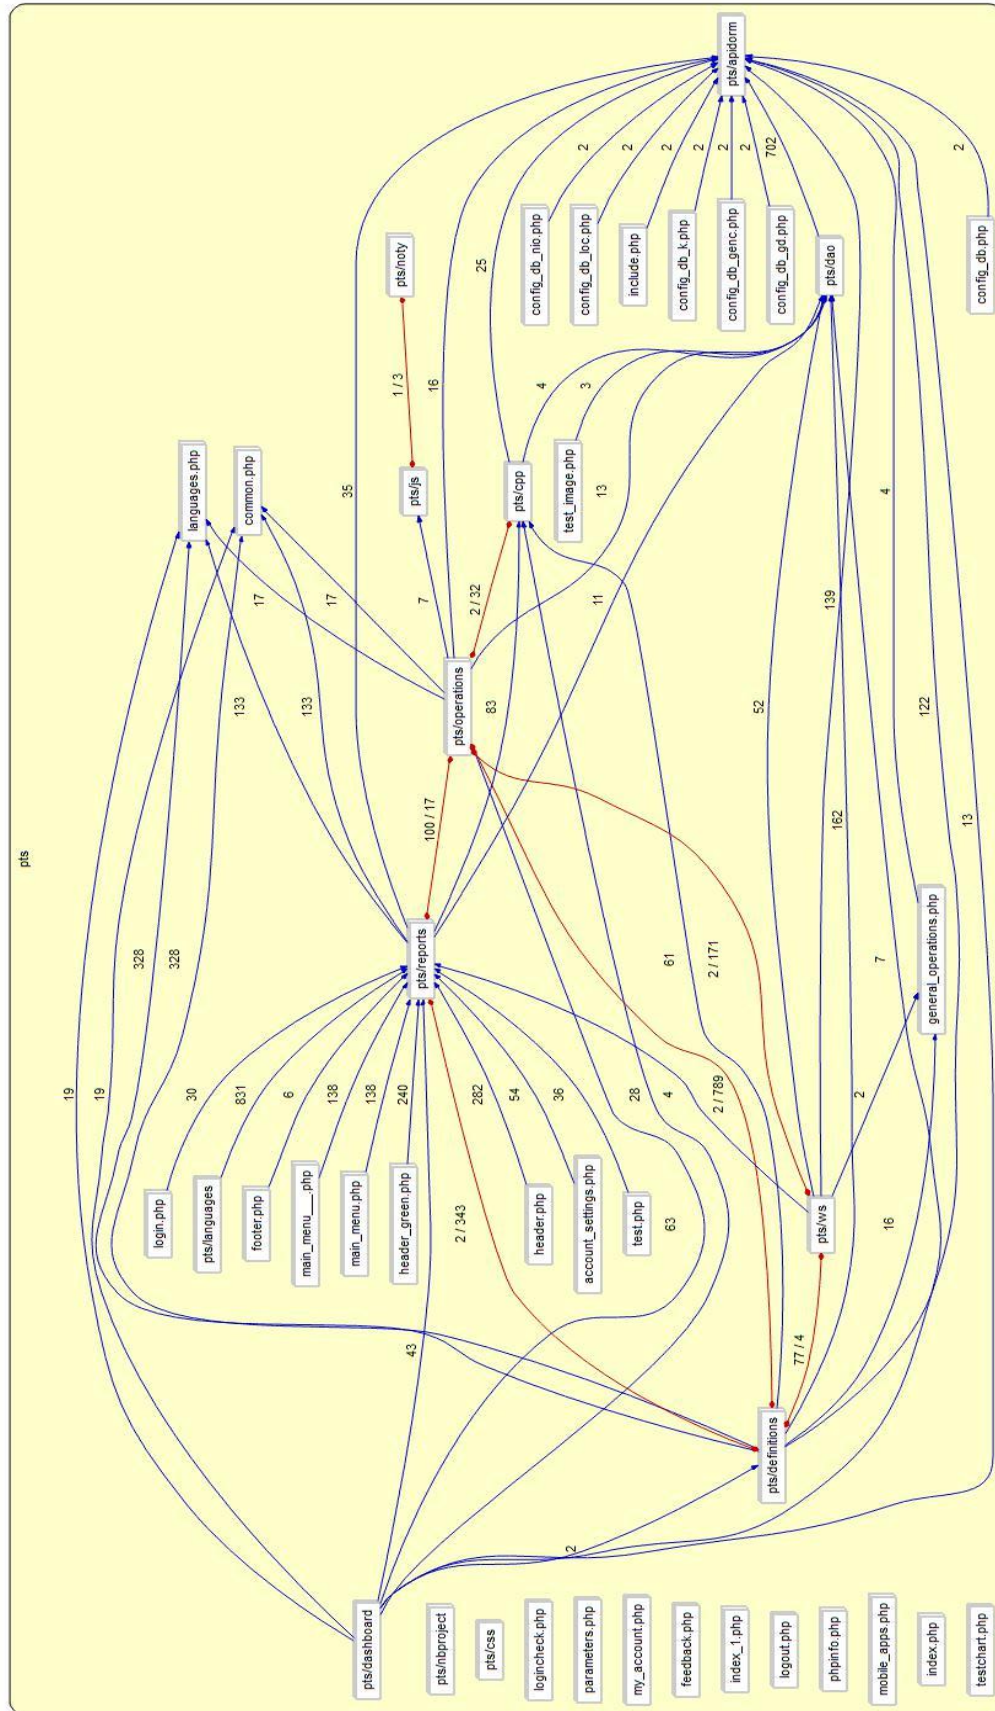 pts
pts/apidorm
702
2
2
2
2
2
2
2
config_db_nio.php
config_db_loc.php
include.php
config_db_k.php
config_db_genc.php
config_db_gd.php
pts/dao
config_db.php
pts/noty
25
1 / 3
16
4
3
languages.php
common.php
35
pts/js
pts/cpp
test_image.php
13
4
17
17
7
2 / 32
11
139
133
133
pts/operations
83
52
122
100 / 17
162
13
328
328
pts/reports
61
2 / 171
7
general_operations.php
19
19
30
831
6
138
138
240
282
54
36
28
4
2 / 789
2
login.php
pts/languages
footer.php
main_menu___.php
main_menu.php
header_green.php
2 / 343
header.php
account_settings.php
test.php
63
pts/ws
16
43
77 / 4
pts/definitions
2
pts/dashboard
pts/nbproject
pts/css
logincheck.php
parameters.php
my_account.php
feedback.php
index_1.php
logout.php
phpinfo.php
mobile_apps.php
index.php
testchart.php